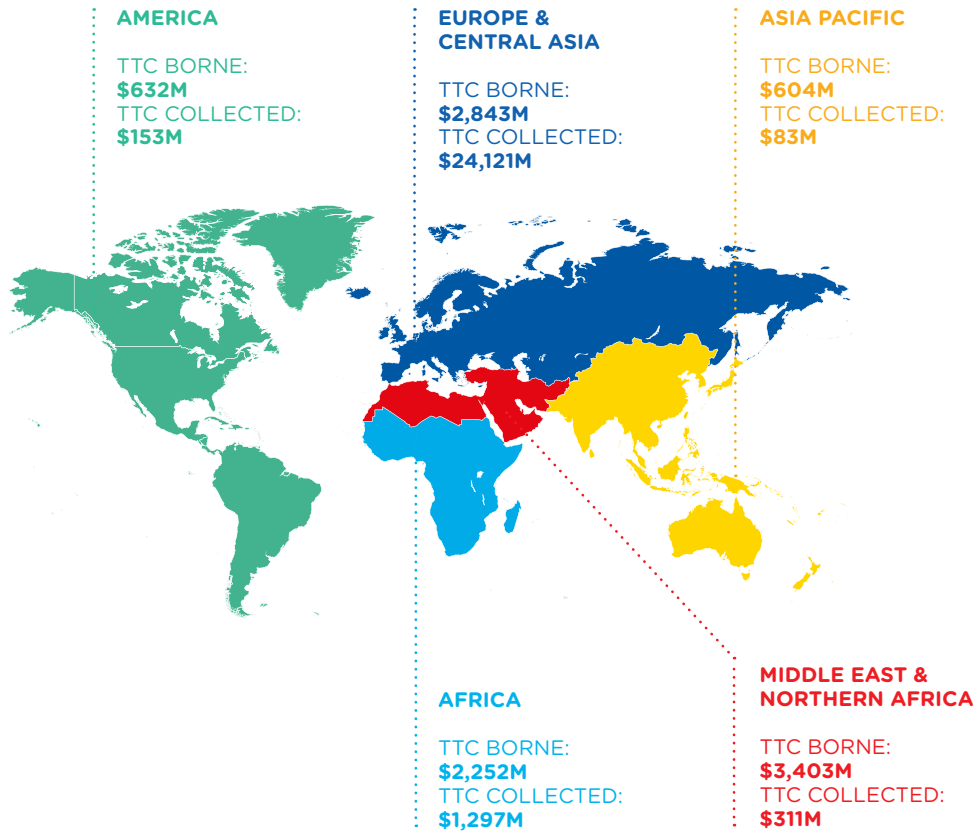 AMERICA
TTC BORNE:
$632M
TTC COLLECTED:
$153M
EUROPE &
CENTRAL ASIA
TTC BORNE:
$2,843M
TTC COLLECTED:
$24,121M
ASIA PACIFIC
TTC BORNE:
$604M
TTC COLLECTED:
$83M
AFRICA
TTC BORNE:
$2,252M
TTC COLLECTED:
$1,297M
MIDDLE EAST &
NORTHERN AFRICA
TTC BORNE:
$3,403M
TTC COLLECTED:
$311M